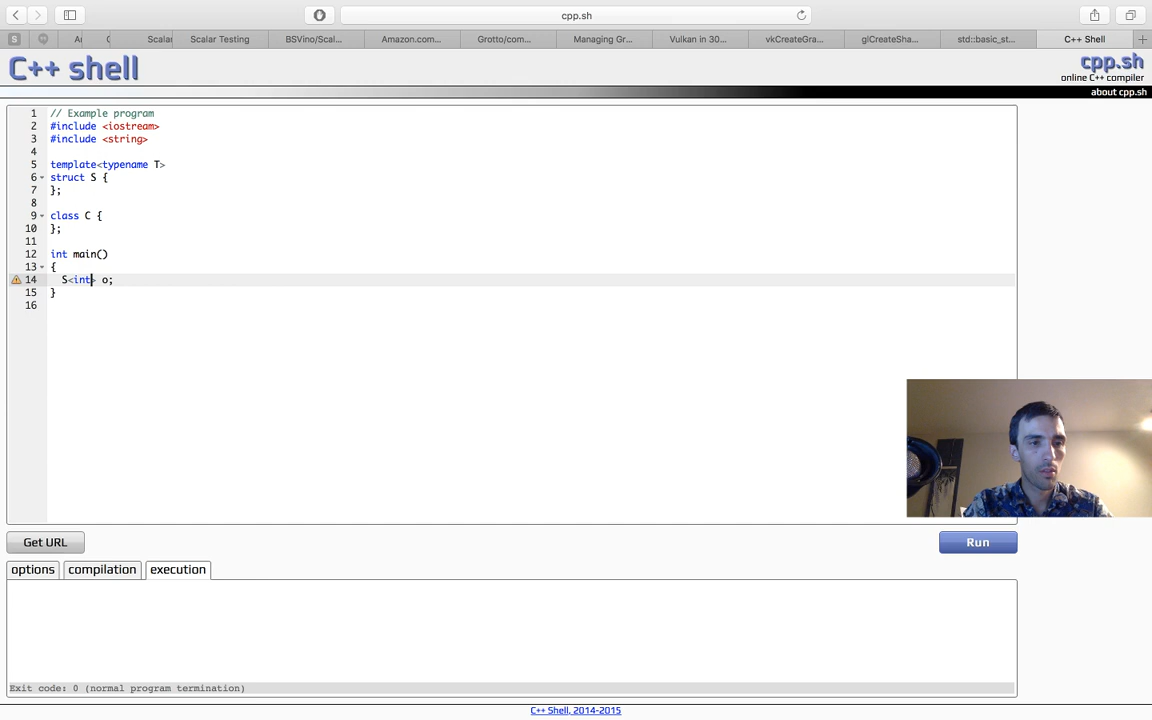 cpp.sh
S
Scalar
Scalar Testing
BSVino/Scal...
Amazon.com...
Grotto/com...
Managing Gr...
Vulkan in 30...
vkCreateGra...
glCreateSha...
std::basic_st...
C++ Shell
C++ shell
cpp.sh
online C++ compiler
about cpp.sh
1 // Example program
2 #include <iostream>
3 #include <string>
4
5 template<typename T>
6 struct S {
7 };
8
9 class C {
10 };
11
12 int main()
13 {
14 S<int> o;
15 }
16
Get URL
Run
options
compilation
execution
Exit code: 0 (normal program termination)
C++ Shell, 2014-2015